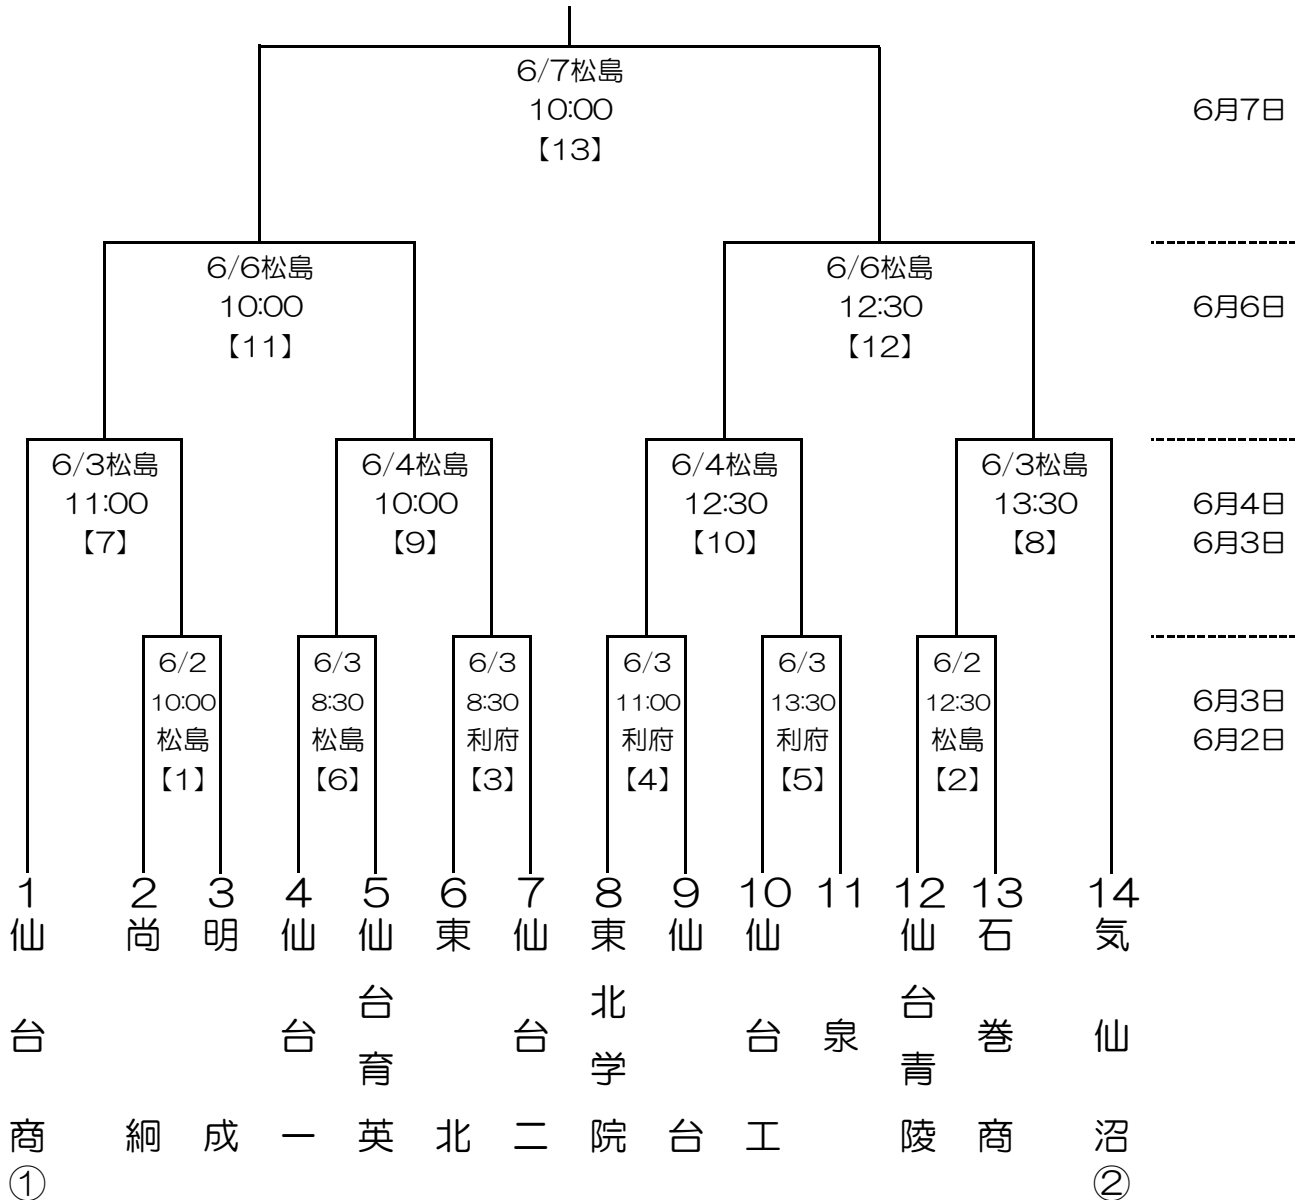 6/7松島
10:00
【13】
6月7日
6/6松島
10:00
【11】
6/6松島
12:30
【12】
6月6日
6/3松島
11:00
【7】
6/4松島
10:00
【9】
6/4松島
12:30
【10】
6/3松島
13:30
【8】
6月4日
6月3日
6/2
10:00
松島
【1】
6/3
8:30
松島
【6】
6/3
8:30
利府
【3】
6/3
11:00
利府
【4】
6/3
13:30
利府
【5】
6/2
12:30
松島
【2】
6月3日
6月2日
1
仙台商
①
2
尚絅
3
明成
4
仙台一
5
仙台育英
6
東北
7
仙台二
8
東北学院
9
仙台
10
仙台工
11
泉
12
仙台青陵
13
石巻商
14
気仙沼
②